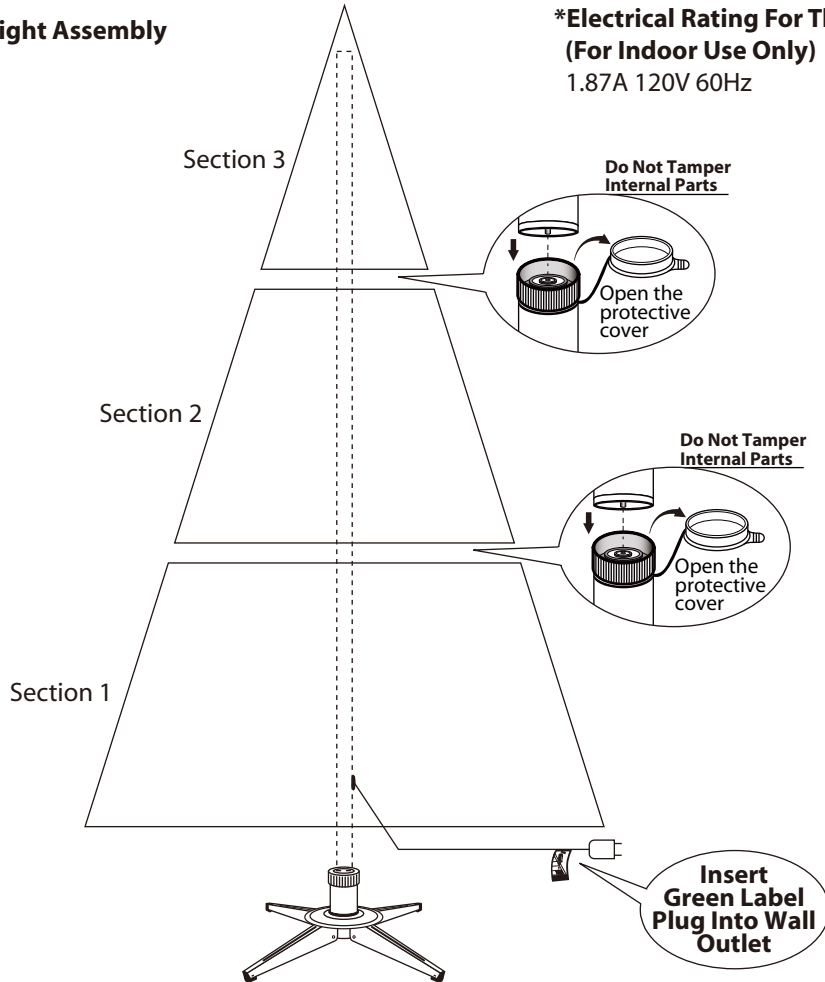 ight Assembly
*Electrical Rating For Th
(For Indoor Use Only)
1.87A 120V 60Hz
Section 3
Do Not Tamper
Internal Parts
Open the
protective
cover
Section 2
Do Not Tamper
Internal Parts
Open the
protective
cover
Section 1
Insert
Green Label
Plug Into Wall
Outlet